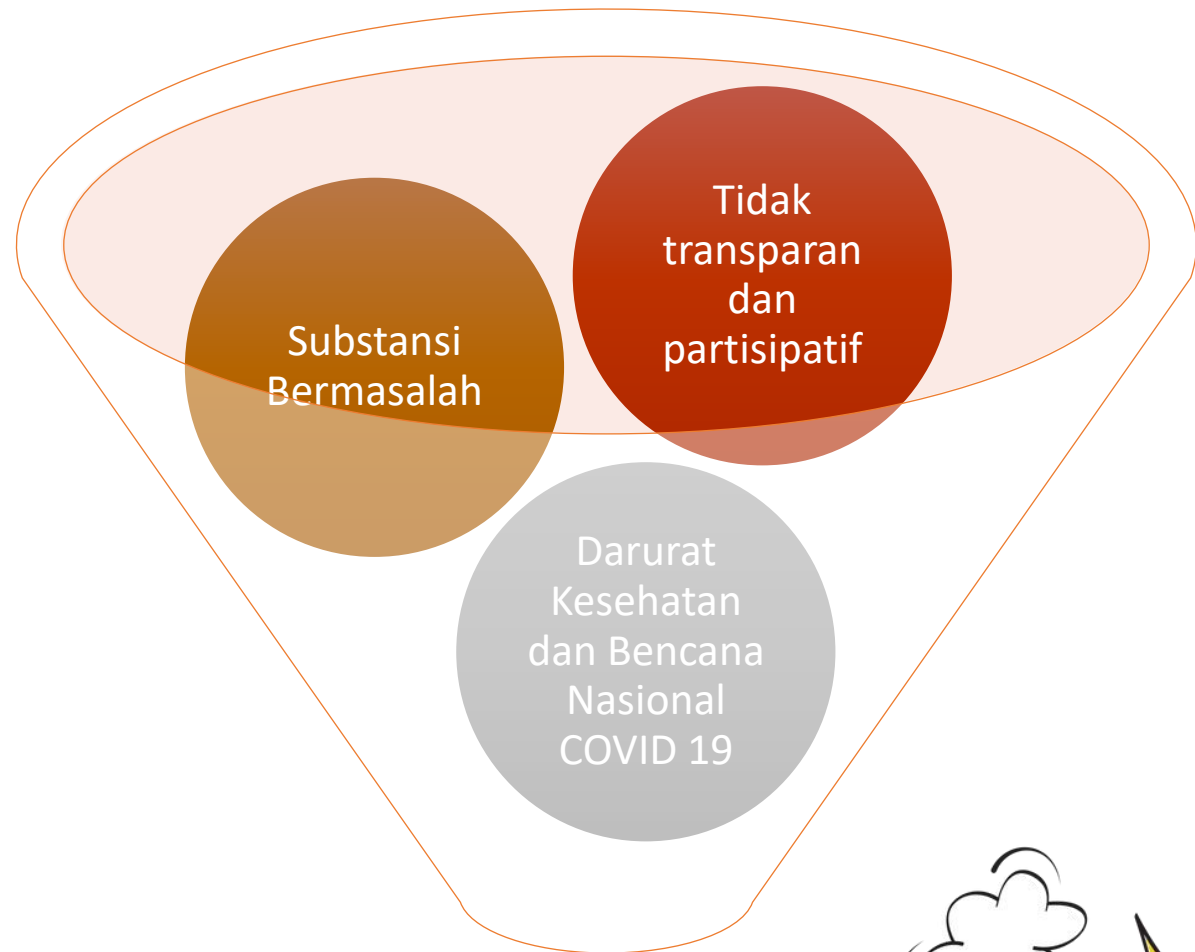 Tidak
transparan
dan
partisipatif
Substansi
Bermasalah
Darurat
Kesehatan
dan Bencana
Nasional
COVID 19